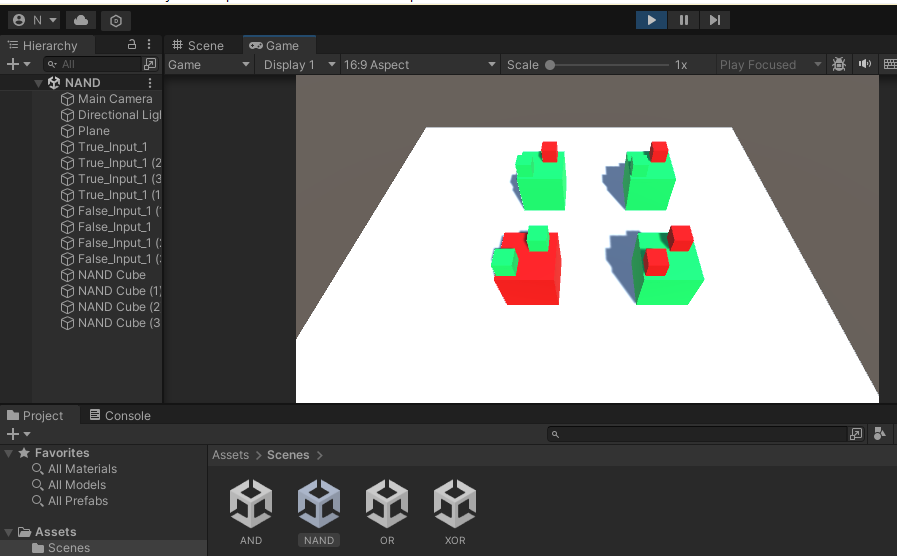 N
Hierarchy
Scene
Game
All
Game
Display 1
16:9 Aspect
Scale
1x
Play Focused
NAND
Main Camera
Directional Ligl
Plane
True_Input_1
True_Input_1 (2
True_Input_1 (3
True_Input_1 (1
False_Input_1 (1
False_Input_1
False_Input_1 (2
False_Input_1 (3
NAND Cube
NAND Cube (1)
NAND Cube (2
NAND Cube (3
Project
Console
Favorites
All Materials
All Models
All Prefabs
Assets
Scenes
Assets > Scenes >
AND
NAND
OR
XOR